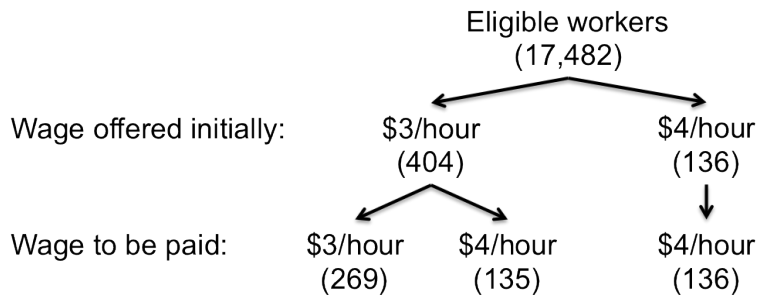 Eligible workers
(17,482)
Wage offered initially: $3/hour $4/hour
(404) (136)
Wage to be paid: $3/hour $4/hour $4/hour
(269) (135) (136)